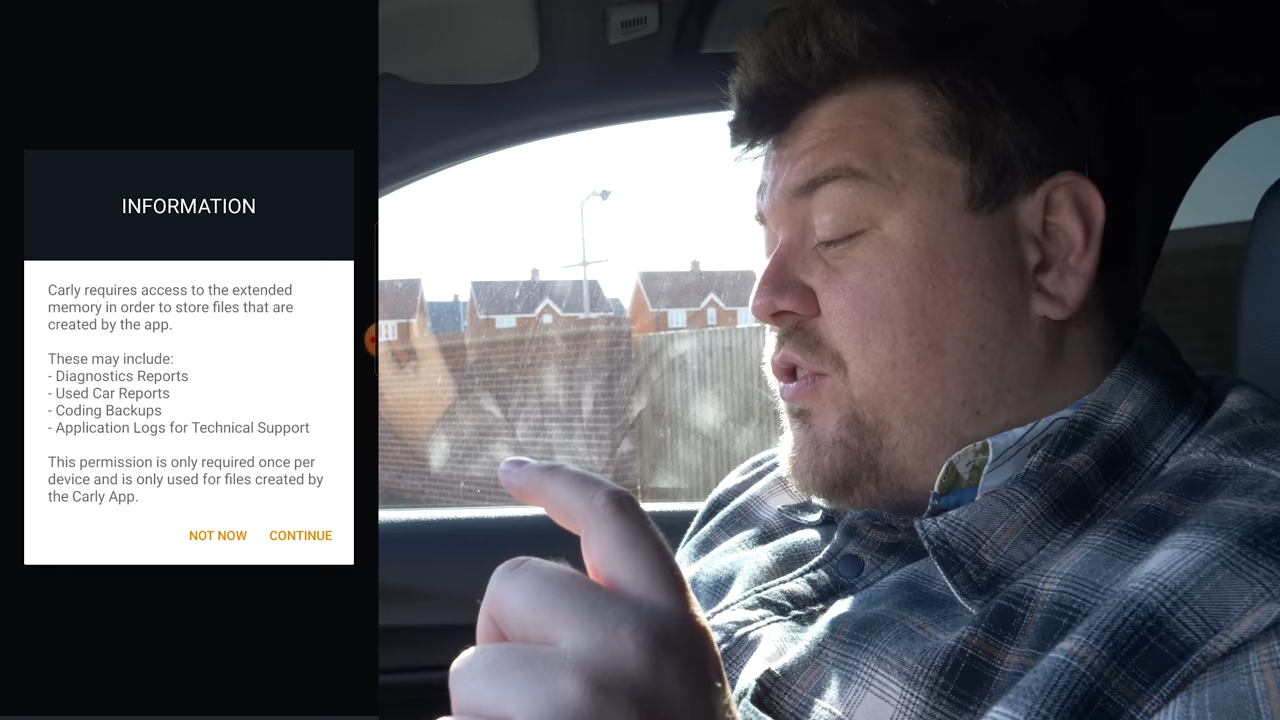 INFORMATION
Carly requires access to the extended
memory in order to store files that are
created by the app.
These may include:
- Diagnostics Reports
- Used Car Reports
- Coding Backups
- Application Logs for Technical Support
This permission is only required once per
device and is only used for files created by
the Carly App.
NOT NOW CONTINUE